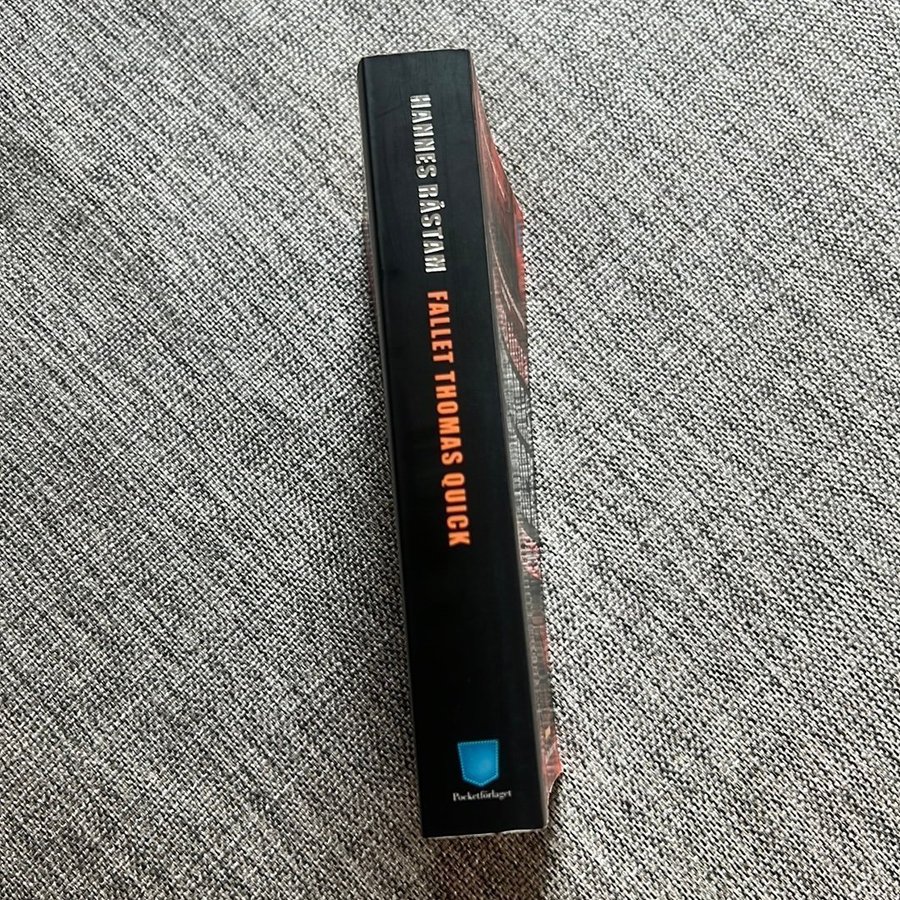 HANNES RÅSTAM FALLET THOMAS QUICK
Pocketförlaget